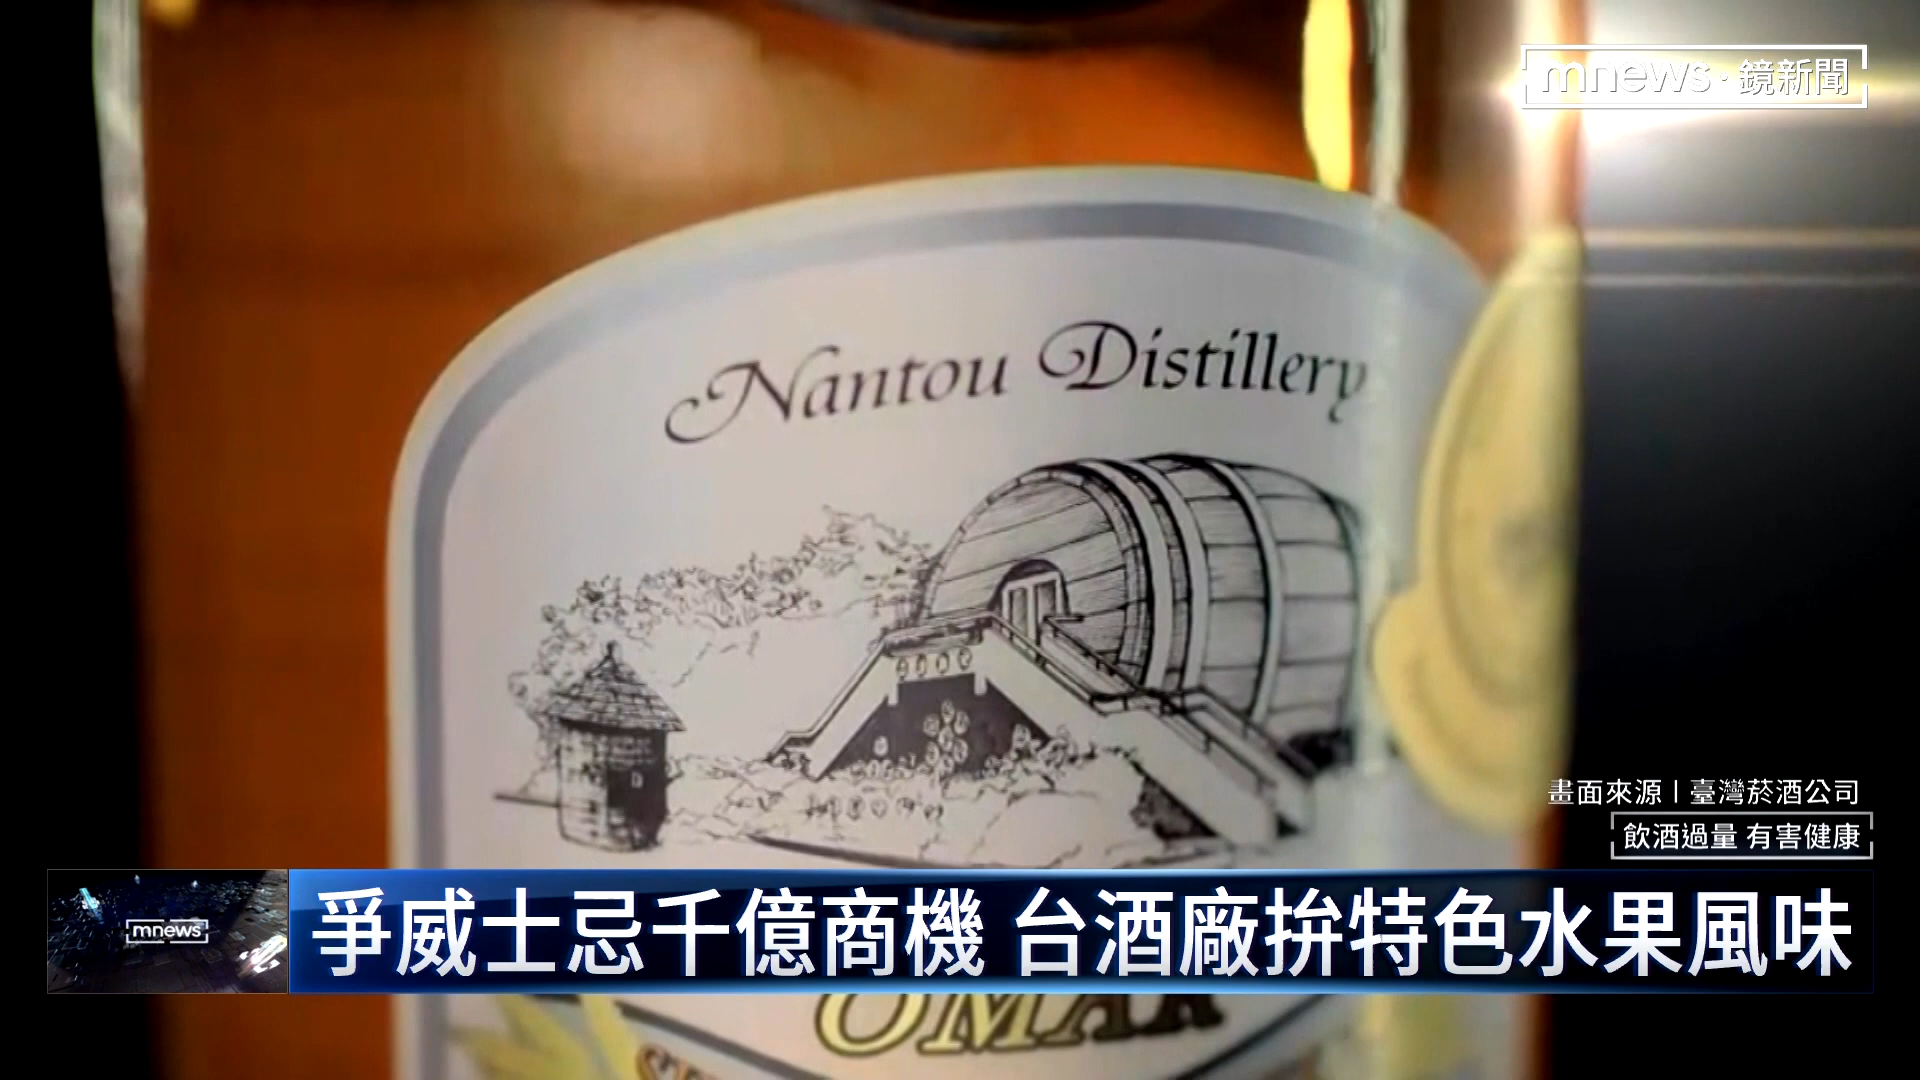 mnews·鏡新聞
Nantou Distillery
畫面來源|臺灣菸酒公司
飲酒過量 有害健康
mnews
爭威士忌千億商機 台酒廠拚特色水果風味
OMAR